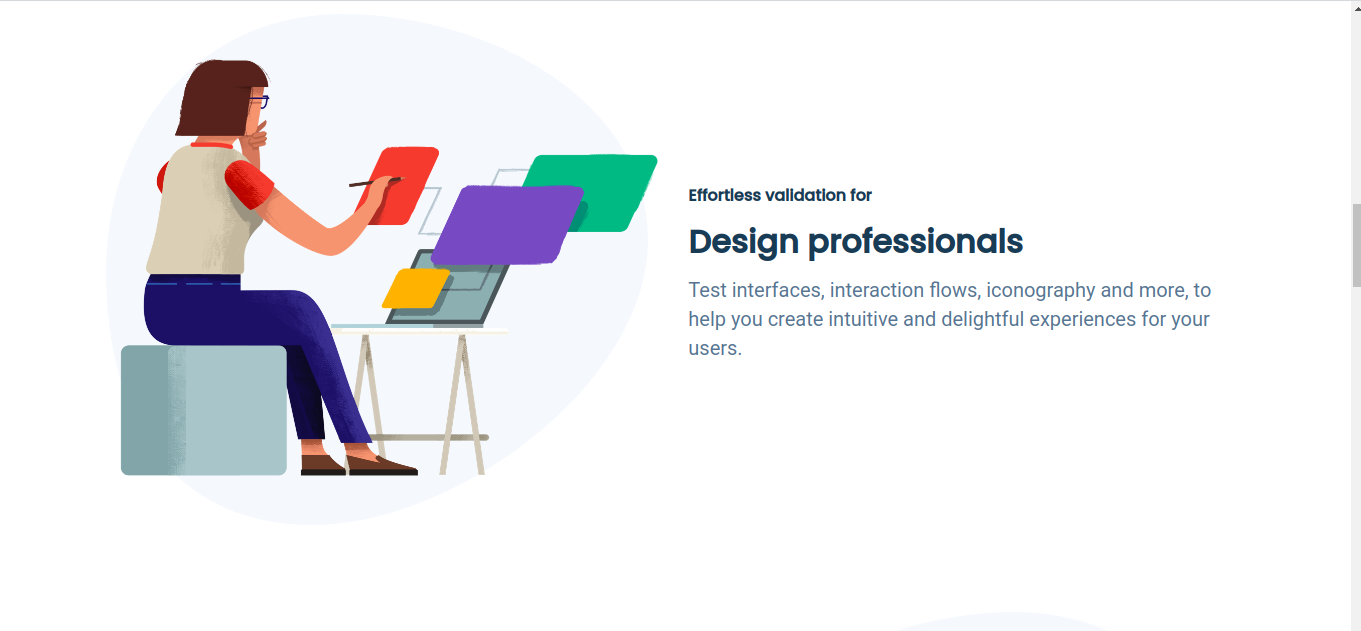 Effortless validation for
Design professionals
Test interfaces, interaction flows, iconography and more, to
help you create intuitive and delightful experiences for your
users.